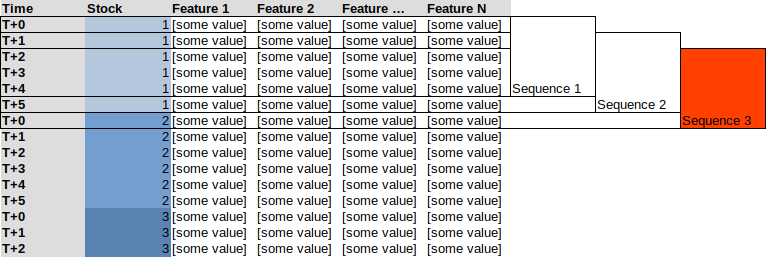 Time Stock Feature 1 Feature 2 Feature … Feature N
T+0 1 [some value] [some value] [some value] [some value]
T+1 1 [some value] [some value] [some value] [some value]
T+2 1 [some value] [some value] [some value] [some value]
T+3 1 [some value] [some value] [some value] [some value]
T+4 1 [some value] [some value] [some value] [some value] Sequence 1
T+5 1 [some value] [some value] [some value] [some value] Sequence 2
T+0 2 [some value] [some value] [some value] [some value] Sequence 3
T+1 2 [some value] [some value] [some value] [some value]
T+2 2 [some value] [some value] [some value] [some value]
T+3 2 [some value] [some value] [some value] [some value]
T+4 2 [some value] [some value] [some value] [some value]
T+5 2 [some value] [some value] [some value] [some value]
T+0 3 [some value] [some value] [some value] [some value]
T+1 3 [some value] [some value] [some value] [some value]
T+2 3 [some value] [some value] [some value] [some value]